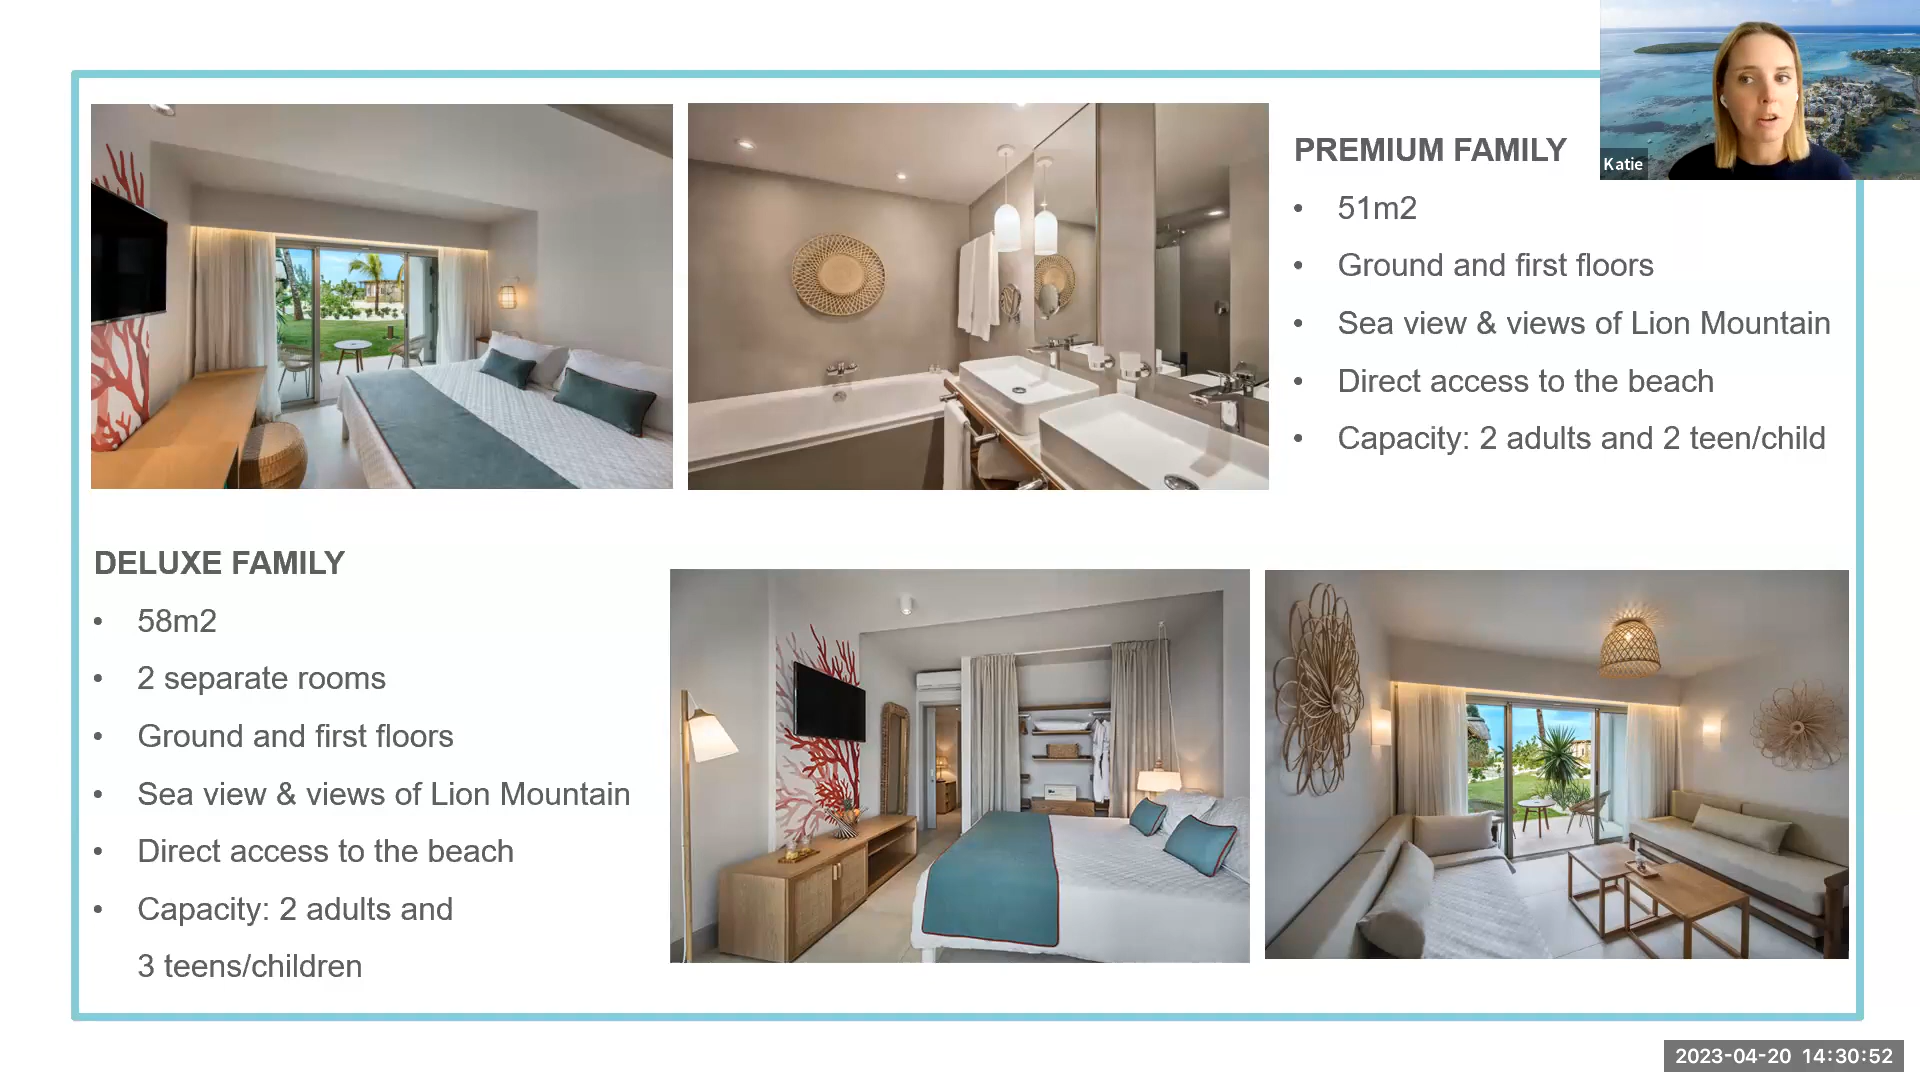 PREMIUM FAMILY
• 51m2
• Ground and first floors
• Sea view & views of Lion Mountain
• Direct access to the beach
• Capacity: 2 adults and 2 teen/child
Katie
DELUXE FAMILY
• 58m2
• 2 separate rooms
• Ground and first floors
• Sea view & views of Lion Mountain
• Direct access to the beach
• Capacity: 2 adults and
3 teens/children
2023-04-20 14:30:52